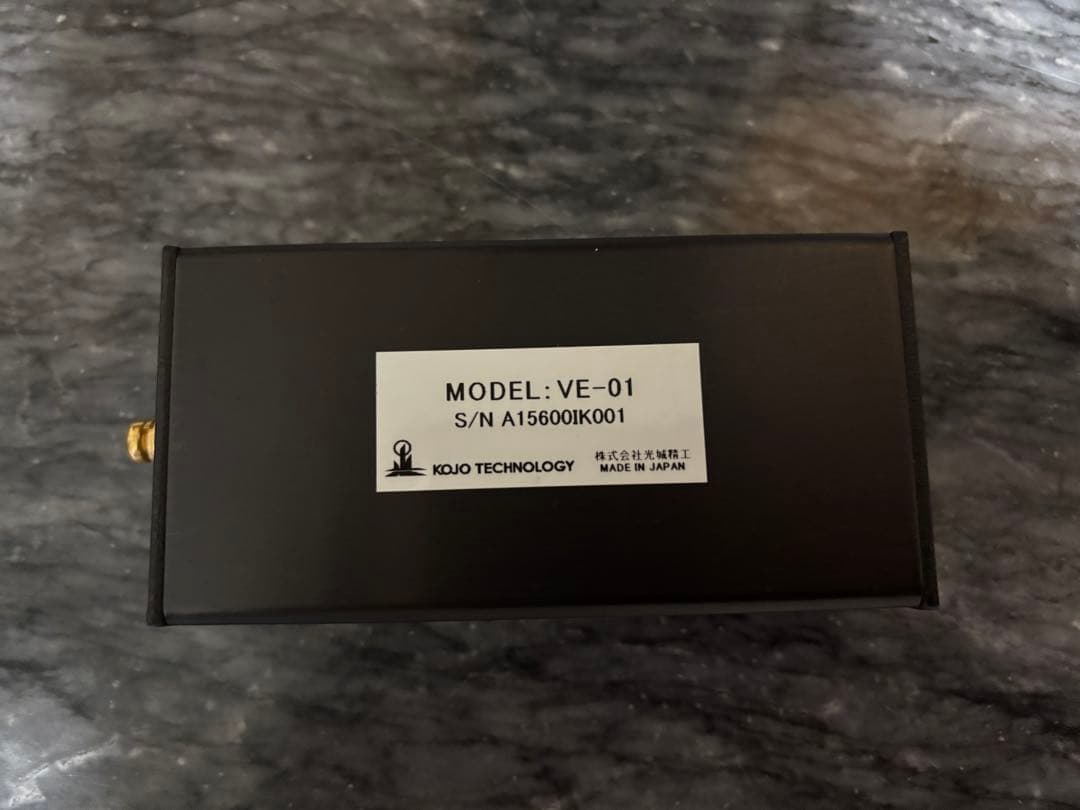 MODEL: VE-01
S/N A15600IK001
KOJO TECHNOLOGY
株式会社光城精工
MADE IN JAPAN